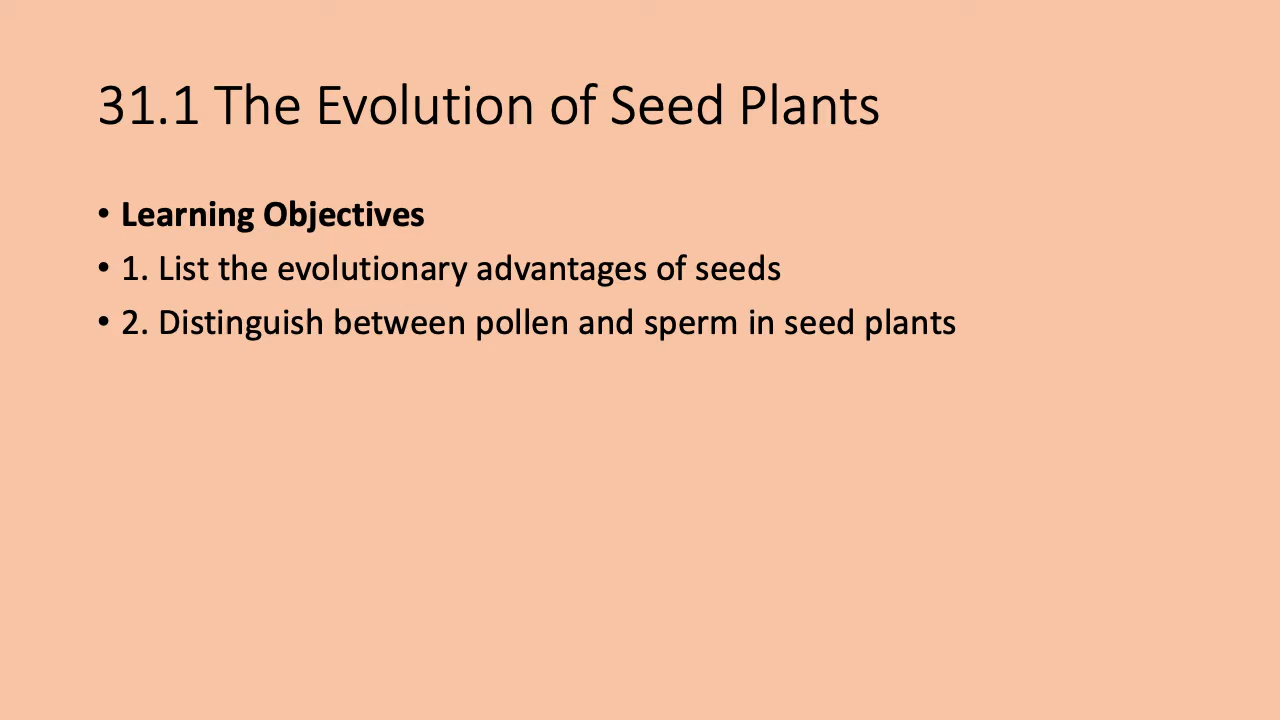 31.1 The Evolution of Seed Plants
• Learning Objectives
• 1. List the evolutionary advantages of seeds
• 2. Distinguish between pollen and sperm in seed plants